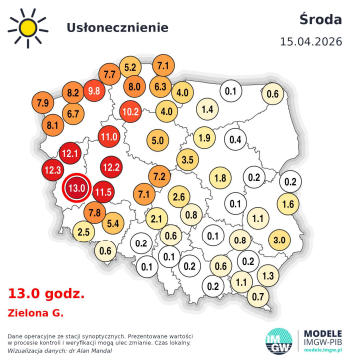 Usłonecznienie
Środa
15.04.2026
7.7 5.2 7.1
7.9 8.2 9.8 8.0 6.3 4.0 0.1 0.6
8.1 6.7 10.2 4.0 1.4
11.0 5.0 1.9 0.4
12.1 3.5
12.3 12.2 7.2 1.8 0.2 0.2
13.0 11.5 7.1 2.6 0.1 1.6
7.8 5.4 2.1 0.8 1.1
2.5 0.6 0.1 0.8 3.0
0.6 0.2 0.1 0.2
0.1 0.2 0.6 1.3
0.2 1.1 0.7
13.0 godz.
Zielona G.
Dane operacyjne ze stacji synoptycznych. Prezentowane wartości
w procesie kontroli i weryfikacji mogą ulec zmianie. Czas lokalny.
Wizualizacja danych: dr Alan Mandal
IMGW
MODELE
IMGW-PIB
modele.imgw.pl